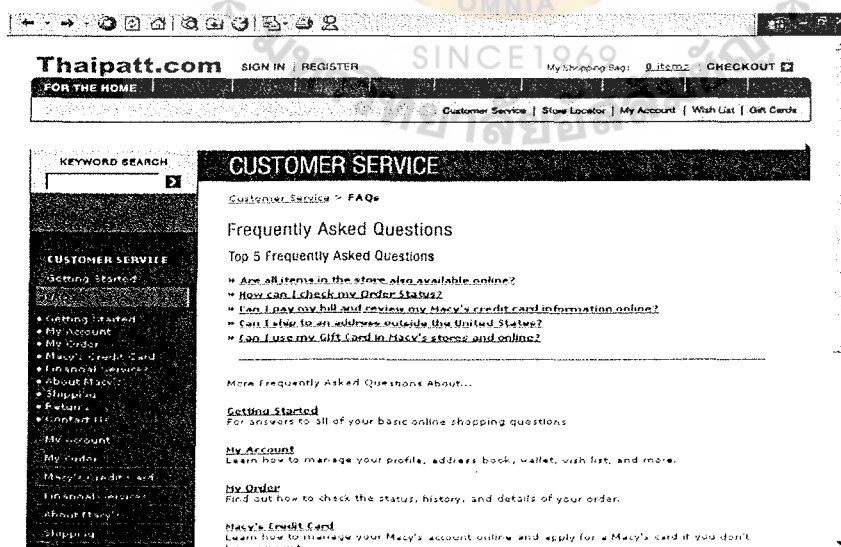 OMNIA
SINCE 1969
Thaipatt.com SIGN IN | REGISTER My Shopping Bag: 0 items CHECKOUT
FOR THE HOME
Customer Service | Store Locator | My Account | Wish List | Gift Cards
KEYWORD SEARCH
CUSTOMER SERVICE
Customer Service > FAQs
Frequently Asked Questions
Top 5 Frequently Asked Questions
» Are all items in the store also available online?
» How can I check my Order Status?
» Can I pay my bill and review my Macy's credit card information online?
» Can I ship to an address outside the United States?
» Can I use my Gift Card in Macy's stores and online?
More Frequently Asked Questions About...
Getting Started
For answers to all of your basic online shopping questions
My Account
Learn how to manage your profile, address book, wallet, wish list, and more.
My Order
Find out how to check the status, history, and details of your order.
Macy's Credit Card
Learn how to manage your Macy's account online and apply for a Macy's card if you don't
CUSTOMER SERVICE
Getting Started
• Getting Started
• My Account
• My Order
• Macy's Credit Card
• Financial Services
• About Macy's
• Shipping
• Returns
• Contact Us
My Account
My Order
Macy's Credit Card
Financial Services
About Macy's
Shipping